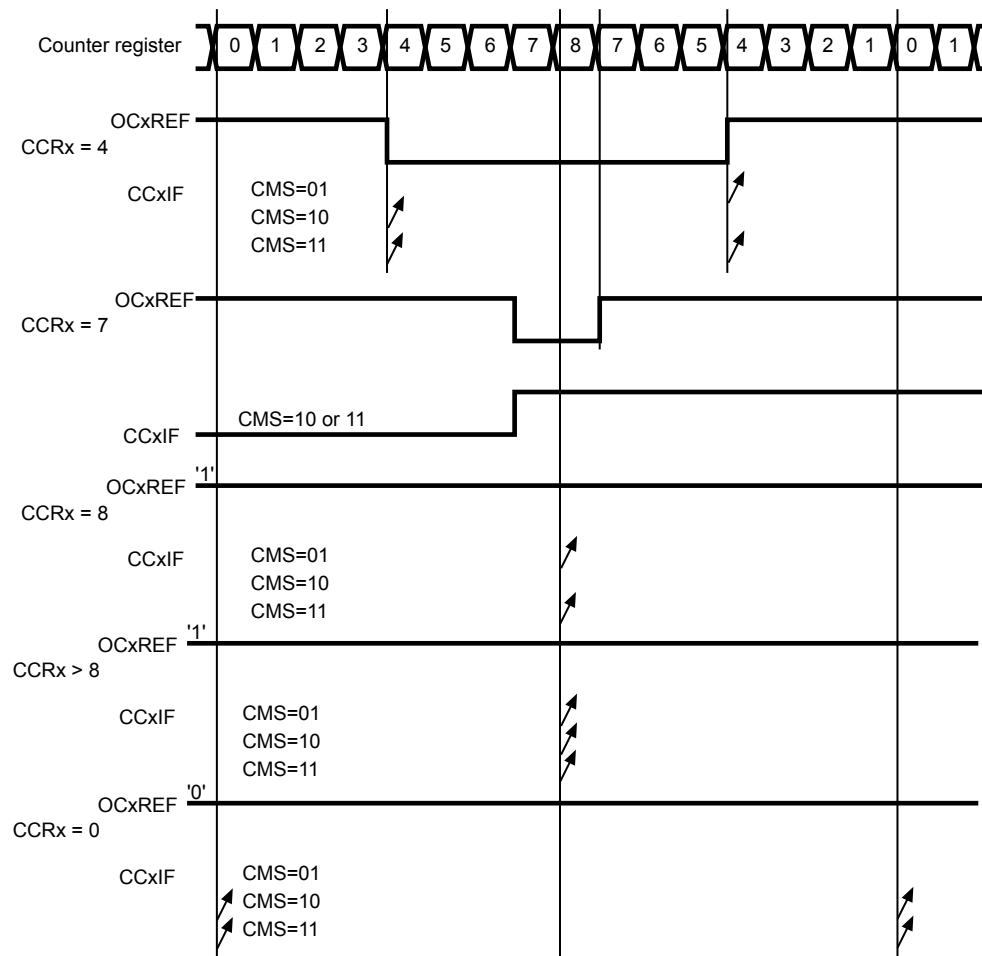 Counter register 0 1 2 3 4 5 6 7 8 7 6 5 4 3 2 1 0 1
OCxREF
CCRx = 4
CCxIF CMS=01
CMS=10
CMS=11
OCxREF
CCRx = 7
CMS=10 or 11
CCxIF
'1'
OCxREF
CCRx = 8
CCxIF CMS=01
CMS=10
CMS=11
'1'
OCxREF
CCRx > 8
CCxIF CMS=01
CMS=10
CMS=11
'0'
OCxREF
CCRx = 0
CCxIF CMS=01
CMS=10
CMS=11